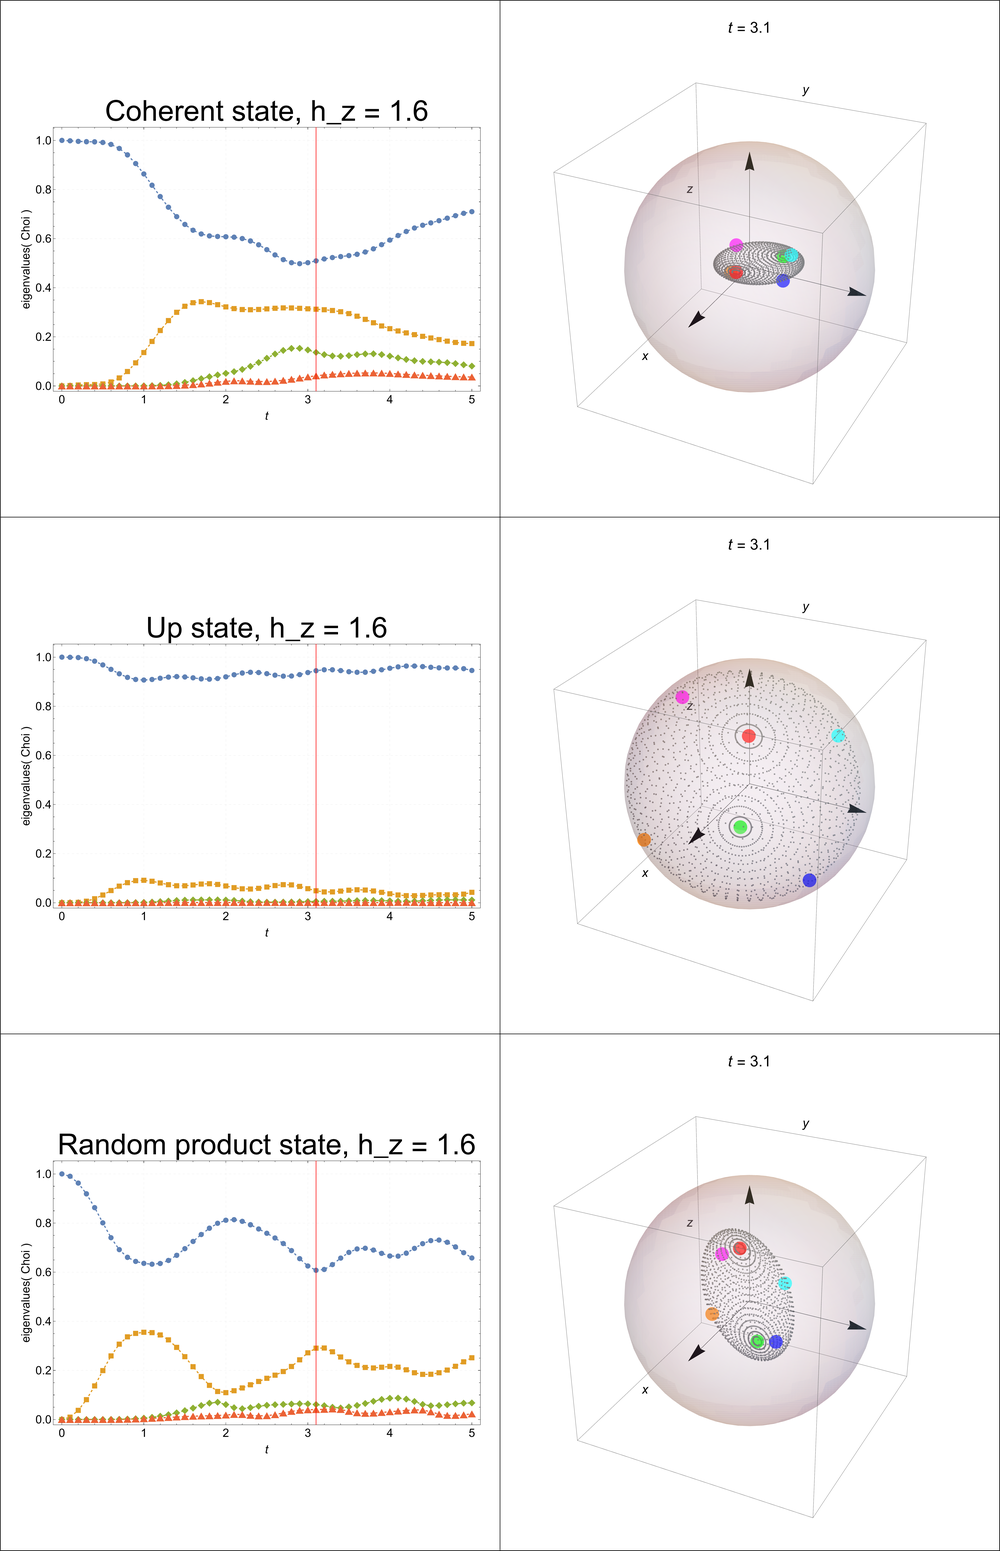 t = 3.1
Coherent state, h_z = 1.6
eigenvalues( Choi )
1.0
0.8
0.6
0.4
0.2
0.0
0 1 2 3 4 5
t
y
z
x
t = 3.1
Up state, h_z = 1.6
eigenvalues( Choi )
1.0
0.8
0.6
0.4
0.2
0.0
0 1 2 3 4 5
t
y
z
x
t = 3.1
Random product state, h_z = 1.6
eigenvalues( Choi )
1.0
0.8
0.6
0.4
0.2
0.0
0 1 2 3 4 5
t
y
z
x